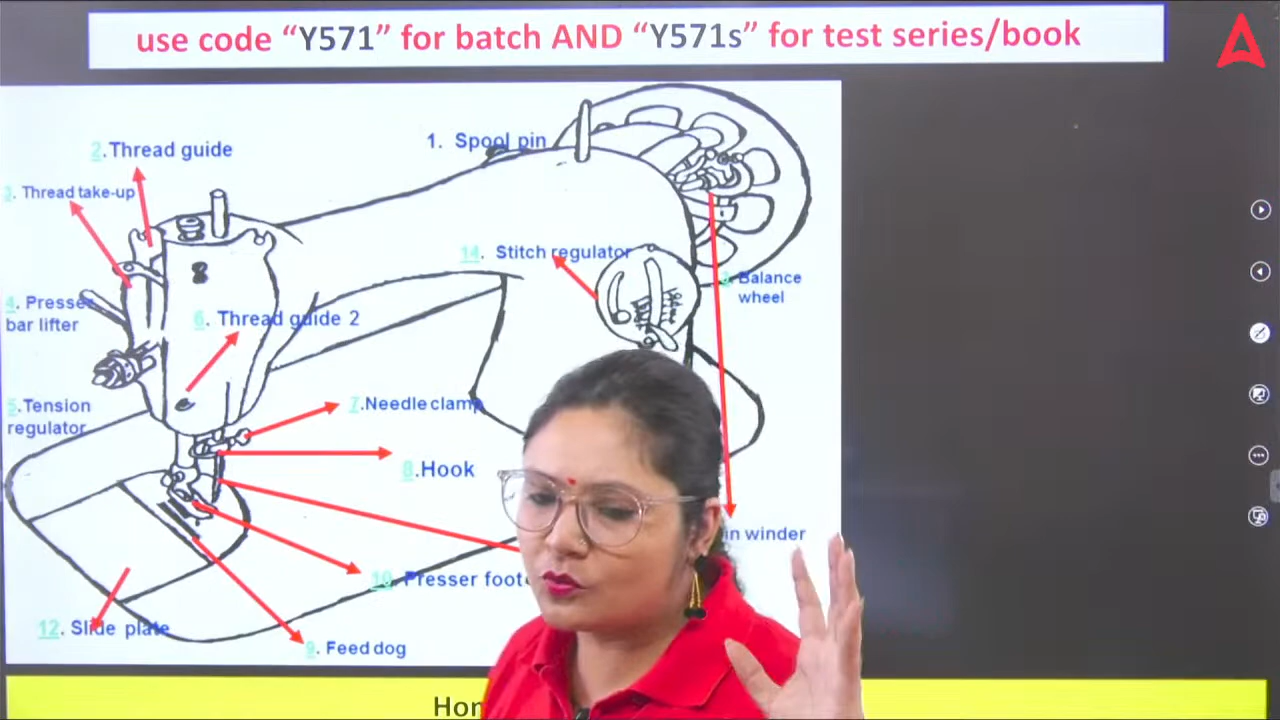 use code “Y571” for batch AND “Y571s” for test series/book
2.Thread guide
1. Spool pin
3. Thread take-up
14. Stitch regulator
Balance
wheel
4. Presser
bar lifter
6. Thread guide 2
5.Tension
regulator
7.Needle clamp
8.Hook
in winder
10. Presser foot
12. Slide plate
9. Feed dog